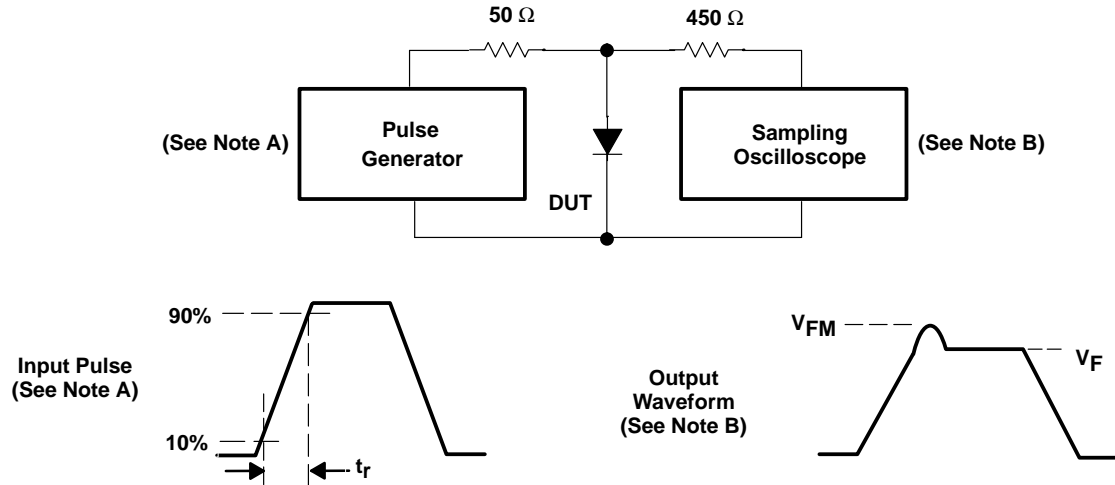 50 Ω
450 Ω
(See Note A)
Pulse
Generator
DUT
Sampling
Oscilloscope
(See Note B)
90%
Input Pulse
(See Note A)
10%
tr
VFM
VF
Output
Waveform
(See Note B)